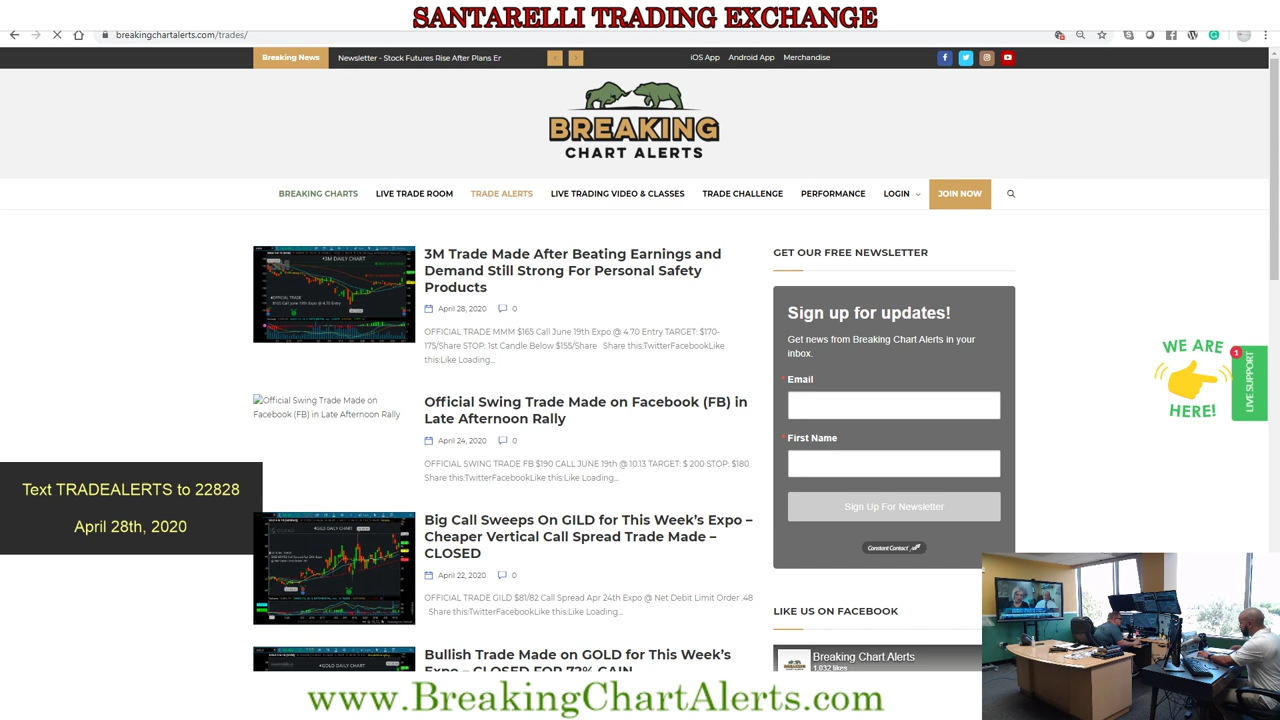 SANTARELLI TRADING EXCHANGE
breakingchartalerts.com/trades/
Breaking News
Newsletter - Stock Futures Rise After Plans Er
iOS App
Android App
Merchandise
BREAKING
CHART ALERTS
BREAKING CHARTS
LIVE TRADE ROOM
TRADE ALERTS
LIVE TRADING VIDEO & CLASSES
TRADE CHALLENGE
PERFORMANCE
LOGIN
JOIN NOW
3M Trade Made After Beating Earnings and
Demand Still Strong For Personal Safety
Products
April 28, 2020
0
OFFICIAL TRADE MMM $165 Call June 19th Expo @ 4.70 Entry TARGET: $170-
175/Share STOP: 1st Candle Below $155/Share Share this:TwitterFacebookLike
this:Like Loading...
Official Swing Trade Made on
Facebook (FB) in Late Afternoon Rally
Official Swing Trade Made on Facebook (FB) in
Late Afternoon Rally
April 24, 2020
0
OFFICIAL SWING TRADE FB $190 CALL JUNE 19th @ 10.13 TARGET: $ 200 STOP: $180
Share this:TwitterFacebookLike this:Like Loading...
Big Call Sweeps On GILD for This Week's Expo –
Cheaper Vertical Call Spread Trade Made –
CLOSED
April 22, 2020
0
OFFICIAL TRADE GILD $81/82 Call Spread Apr 24th Expo @ Net Debit Limit Order .48
Share this:TwitterFacebookLike this:Like Loading...
Bullish Trade Made on GOLD for This Week's
Expo – CLOSED FOR 72% GAIN
GET OUR FREE NEWSLETTER
Sign up for updates!
Get news from Breaking Chart Alerts in your
inbox.
* Email
* First Name
Sign Up For Newsletter
Constant Contact
LIKE US ON FACEBOOK
Breaking Chart Alerts
1,032 likes
WE ARE
HERE!
1
LIVE SUPPORT
Text TRADEALERTS to 22828
April 28th, 2020
www.BreakingChartAlerts.com